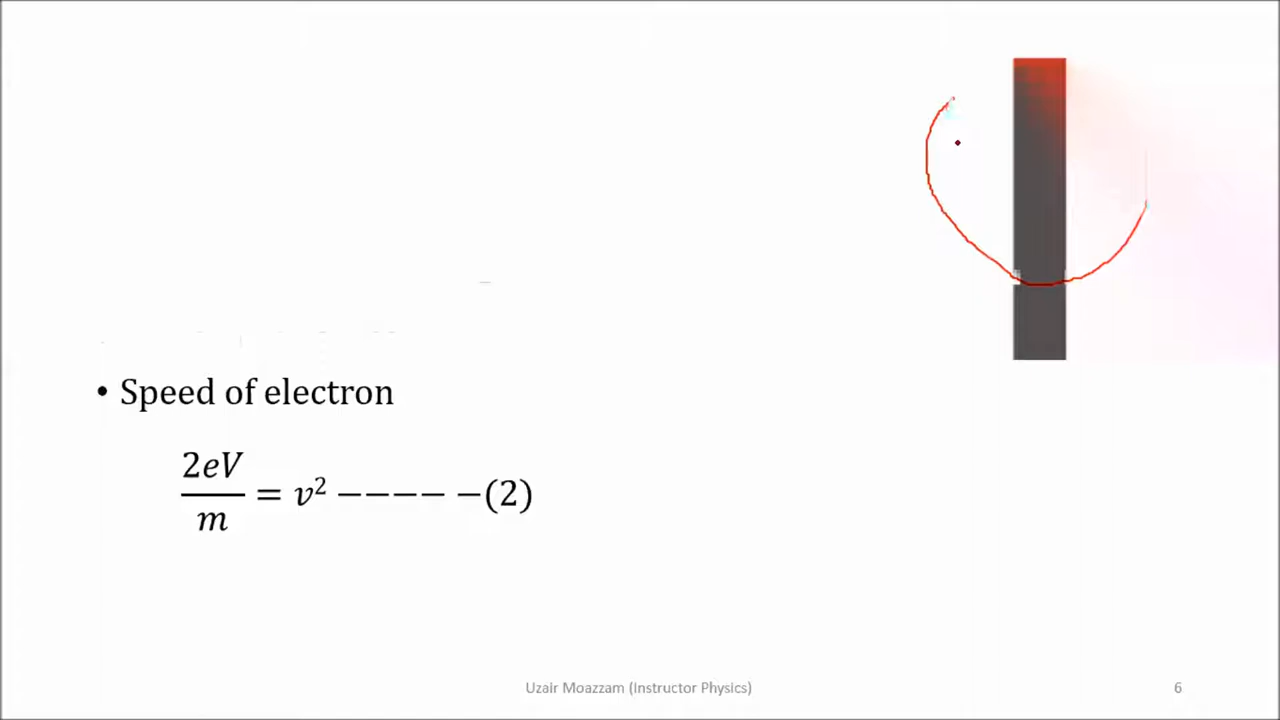 • Speed of electron
2eV/m = v² −−−−− −(2)
Uzair Moazzam (Instructor Physics)
6